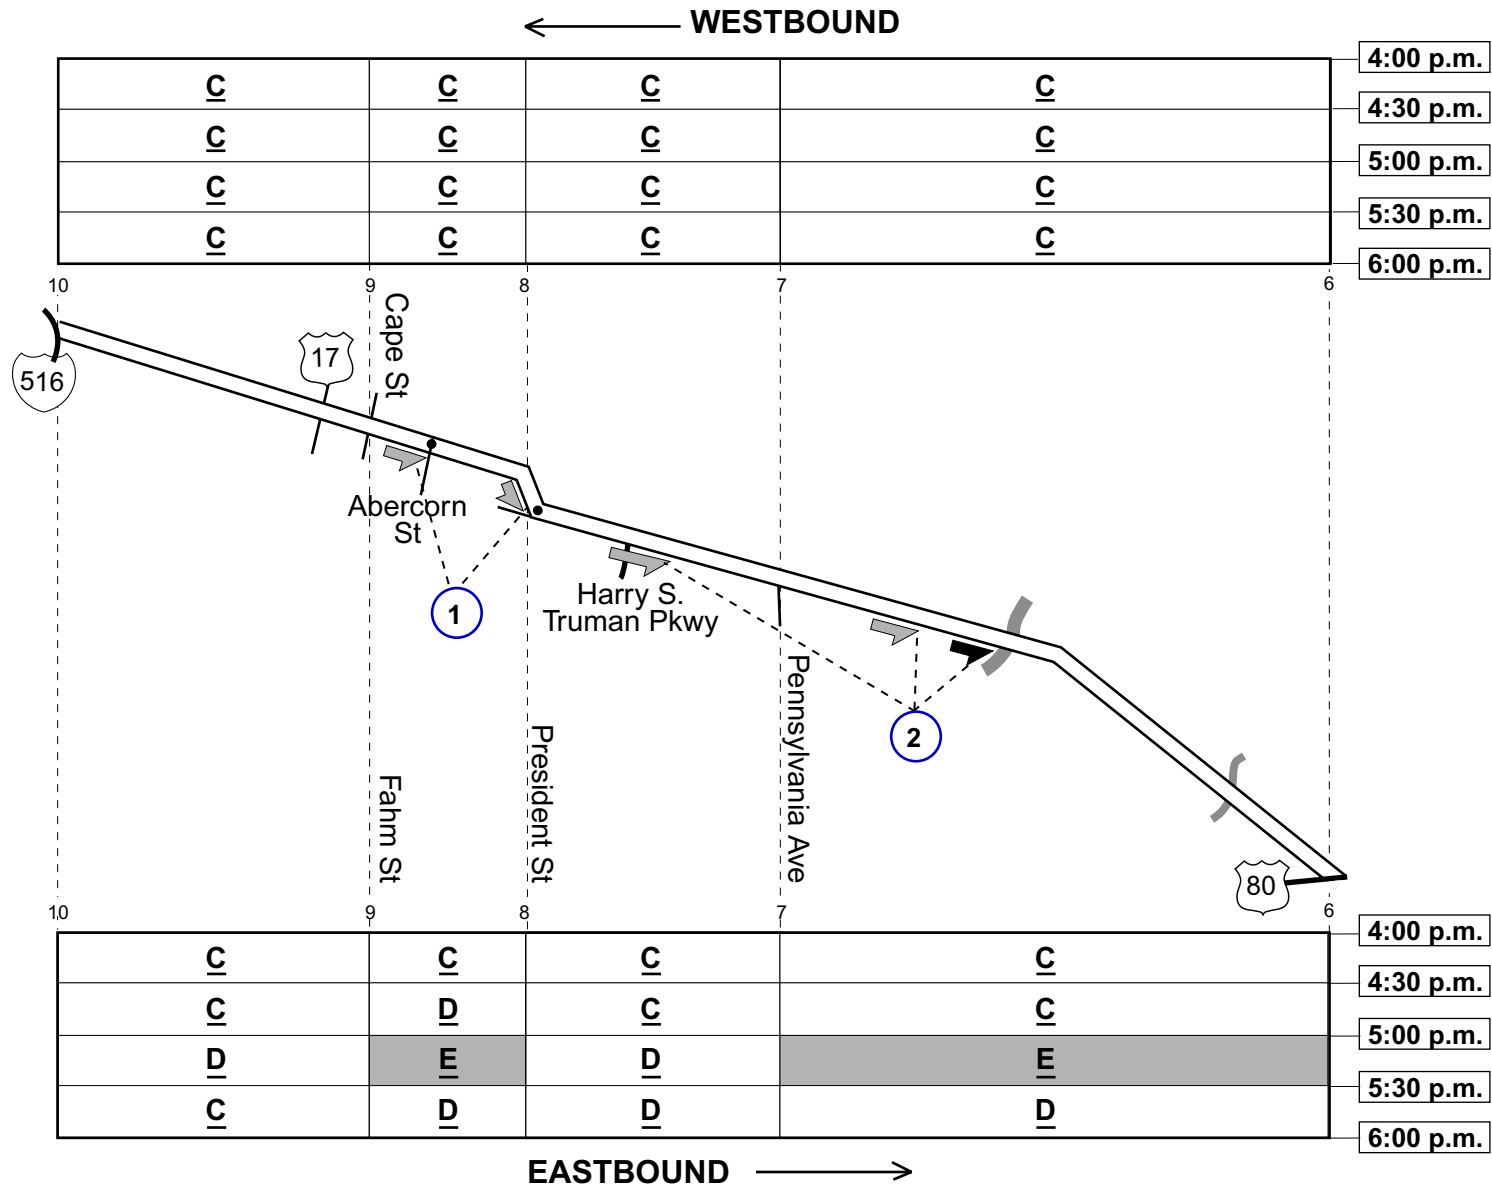 WESTBOUND
C C C C 4:00 p.m.
4:30 p.m.
C C C C
5:00 p.m.
C C C C
5:30 p.m.
C C C C
6:00 p.m.
10 9 8 7 6
Cape St
17
516
Abercorn
St
1
Harry S.
Truman Pkwy
2
Fahm St
President St
Pennsylvania Ave
80
10 9 8 7 6
4:00 p.m.
C C C C
4:30 p.m.
C D C C
5:00 p.m.
D E D E
5:30 p.m.
C D D D
6:00 p.m.
EASTBOUND